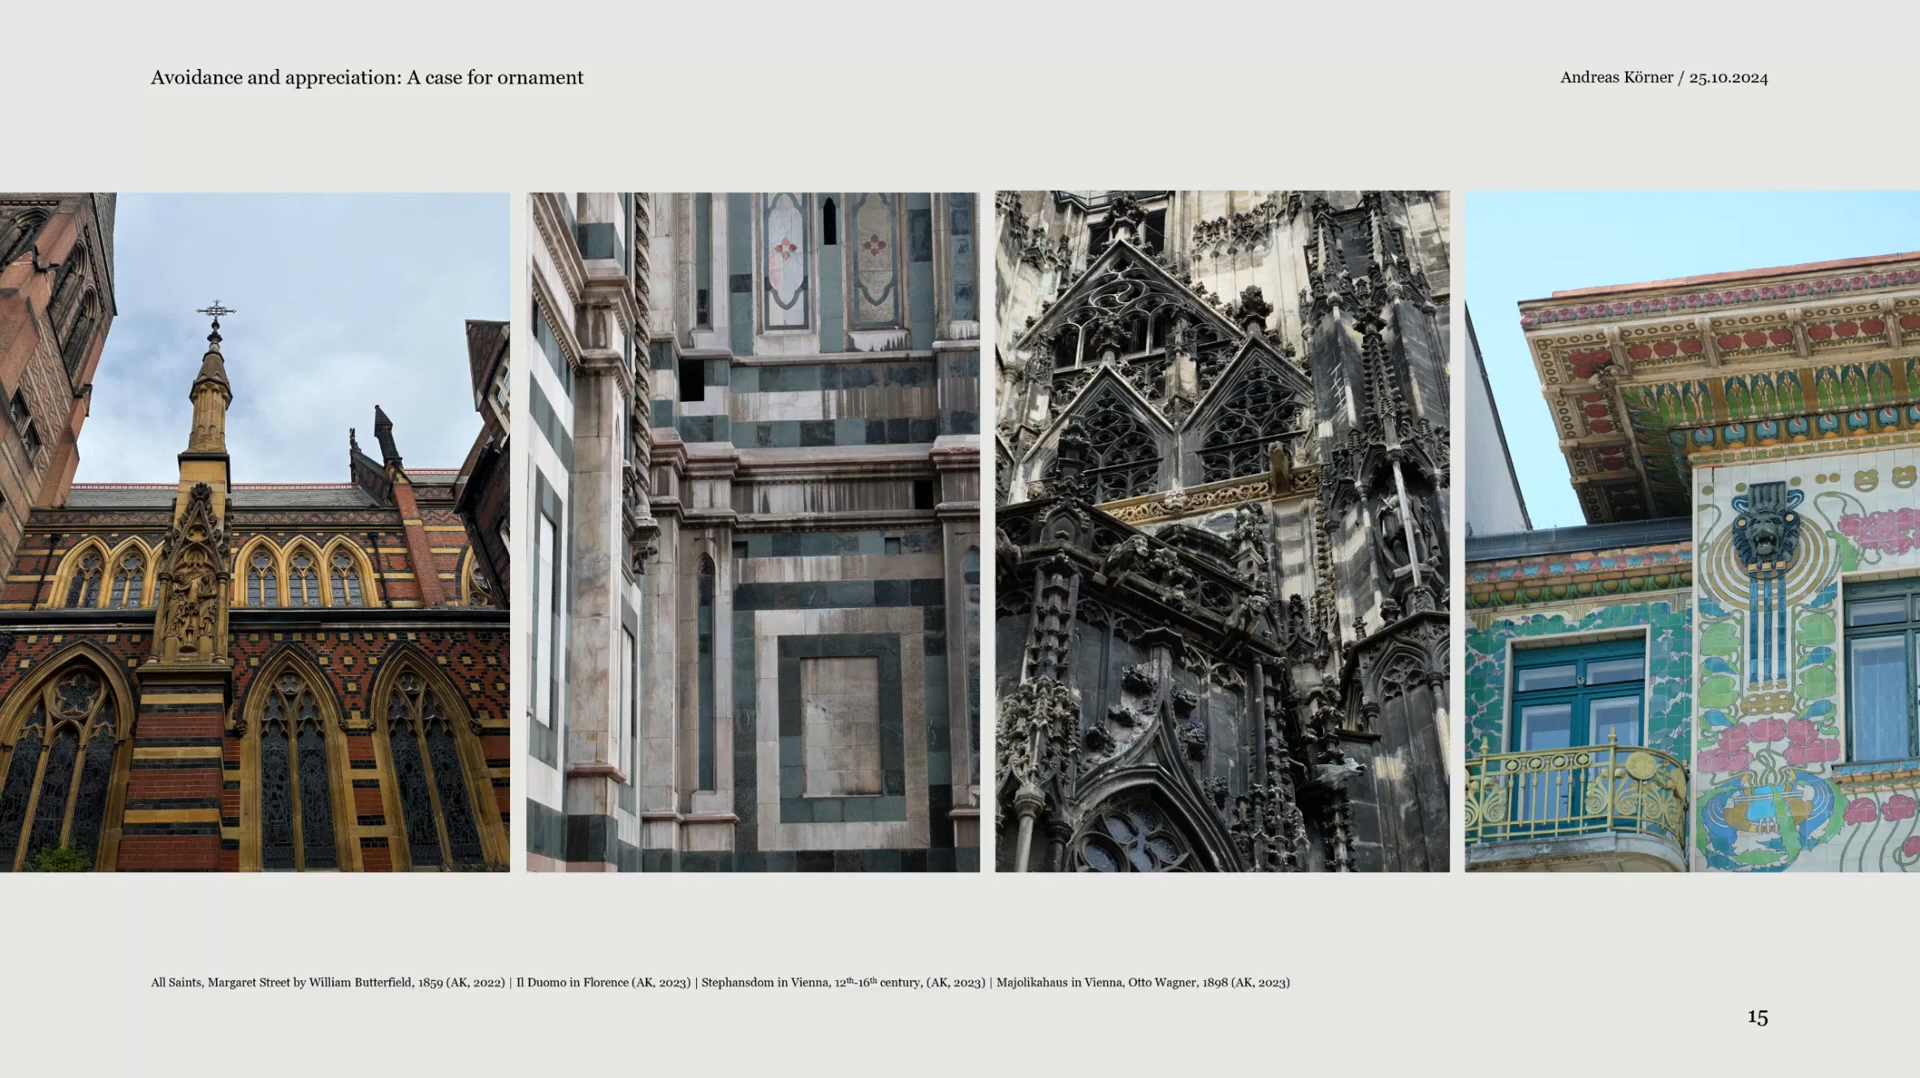 Avoidance and appreciation: A case for ornament
Andreas Körner / 25.10.2024
All Saints, Margaret Street by William Butterfield, 1859 (AK, 2022) | Il Duomo in Florence (AK, 2023) | Stephansdom in Vienna, 12th-16th century, (AK, 2023) | Majolikahaus in Vienna, Otto Wagner, 1898 (AK, 2023)
15